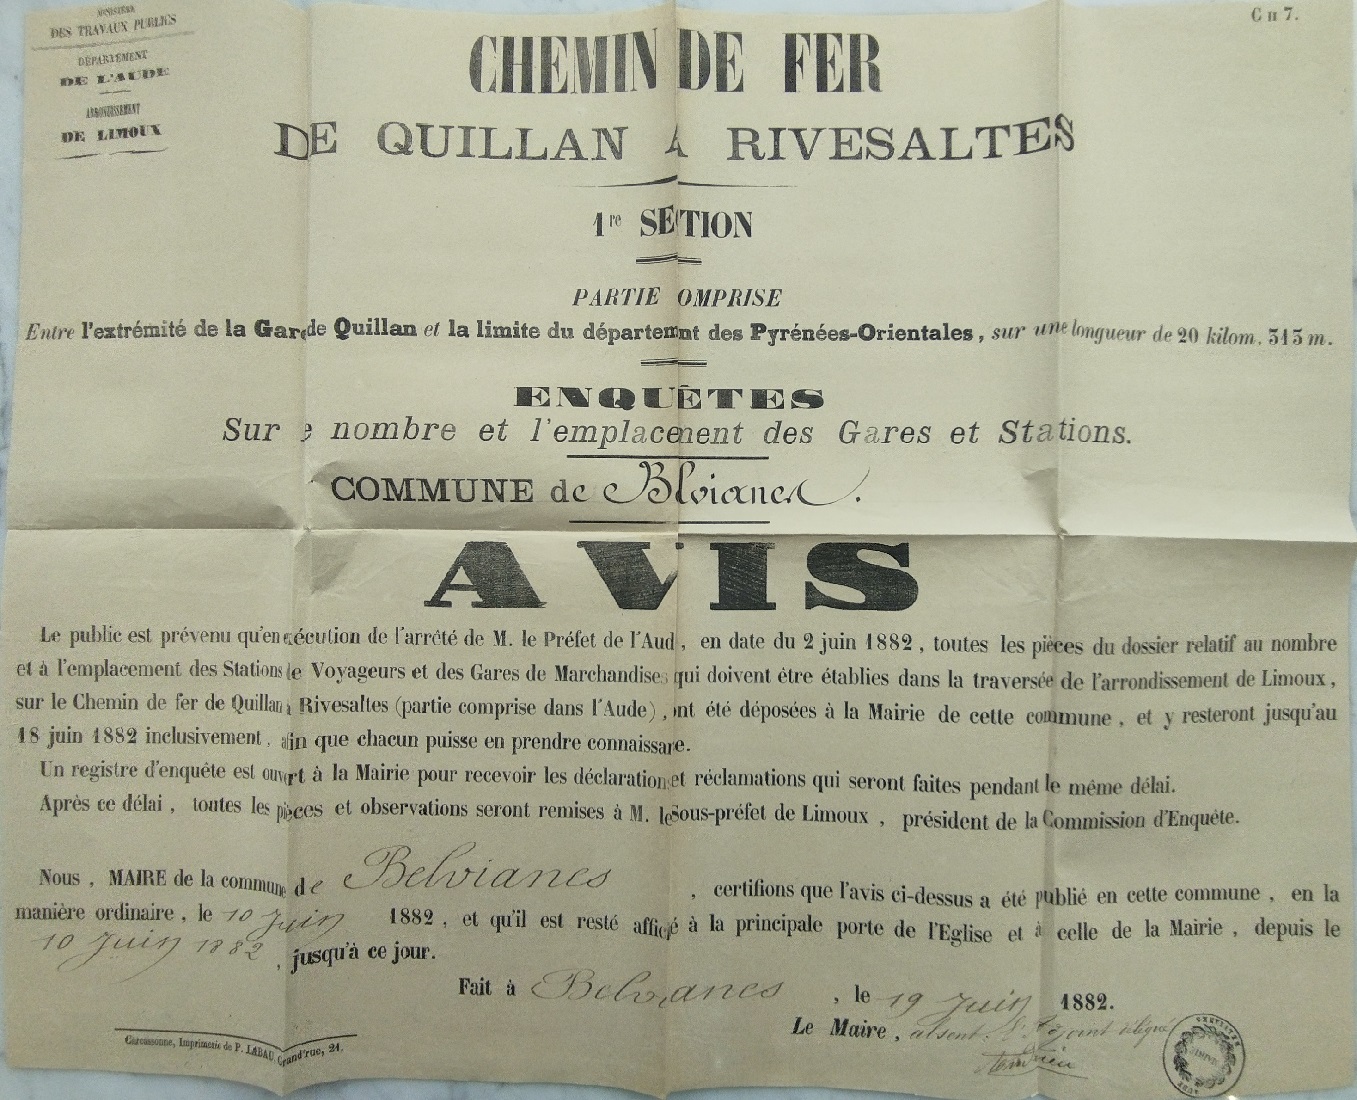 MINISTÈRE
DES TRAVAUX PUBLICS
DÉPARTEMENT
DE L'AUDE
ARRONDISSEMENT
DE LIMOUX
C n 7.
CHEMIN DE FER
DE QUILLAN A RIVESALTES
1re SECTION
PARTIE OMPRISE
Entre l'extrémité de la Gare de Quillan et la limite du département des Pyrénées-Orientales, sur une longueur de 20 kilom. 313 m.
ENQUÊTES
Sur e nombre et l'emplacement des Gares et Stations.
COMMUNE de Blvianes.
AVIS
Le public est prévenu qu'en exécution de l'arrêté de M. le Préfet de l'Aud, en date du 2 juin 1882, toutes les pièces du dossier relatif au nombre
et à l'emplacement des Stations de Voyageurs et des Gares de Marchandises qui doivent être établies dans la traversée de l'arrondissement de Limoux,
sur le Chemin de fer de Quillan à Rivesaltes (partie comprise dans l'Aude), ont été déposées à la Mairie de cette commune, et y resteront jusqu'au
18 juin 1882 inclusivement, afin que chacun puisse en prendre connaissare.
Un registre d'enquête est ouvert à la Mairie pour recevoir les déclarations et réclamations qui seront faites pendant le même délai.
Après ce délai, toutes les pièces et observations seront remises à M. le Sous-préfet de Limoux, président de la Commission d'Enquête.
Nous, MAIRE de la commune de Belvianes, certifions que l'avis ci-dessus a été publié en cette commune, en la
manière ordinaire, le 10 Juin 1882, et qu'il est resté affiché à la principale porte de l'Eglise et à celle de la Mairie, depuis le
10 Juin 1882, jusqu'à ce jour.
Fait à Belvianes, le 19 Juin 1882.
Le Maire, absent. L'Adjoint délégué
Carcassonne, Imprimerie de P. LABAU, Grand'rue, 21.